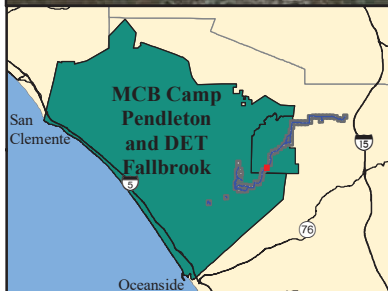 MCB Camp
Pendleton
and DET
Fallbrook
San
Clemente
15
5
76
Oceanside